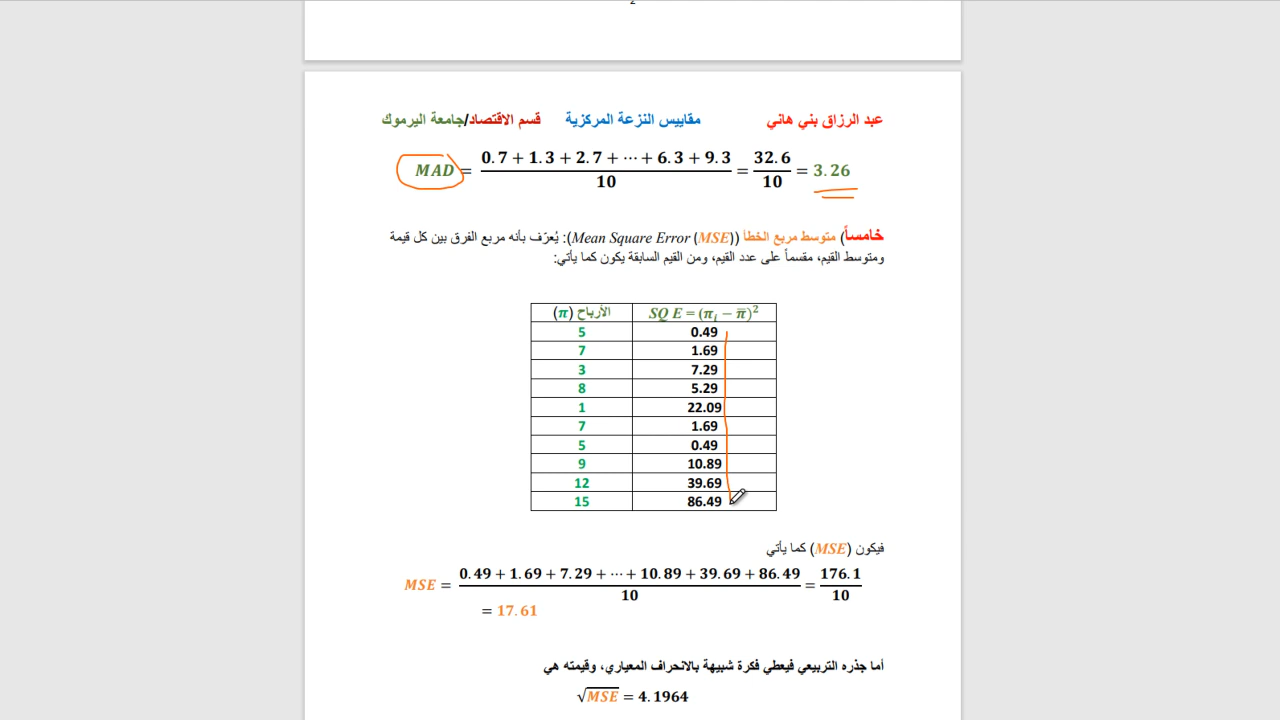 2
عبد الرزاق بني هاني مقاييس النزعة المركزية قسم الاقتصاد/جامعة اليرموك
MAD = (0.7 + 1.3 + 2.7 + ⋯ + 6.3 + 9.3)/10 = 32.6/10 = 3.26
خامساً) متوسط مربع الخطأ (Mean Square Error (MSE)): يُعرّف بأنه مربع الفرق بين كل قيمة
ومتوسط القيم، مقسماً على عدد القيم، ومن القيم السابقة يكون كما يأتي:
الأرباح (π) SQ E = (πᵢ − π̅)²
5 0.49
7 1.69
3 7.29
8 5.29
1 22.09
7 1.69
5 0.49
9 10.89
12 39.69
15 86.49
فيكون (MSE) كما يأتي
MSE = (0.49 + 1.69 + 7.29 + ⋯ + 10.89 + 39.69 + 86.49)/10 = 176.1/10
= 17.61
أما جذره التربيعي فيعطي فكرة شبيهة بالانحراف المعياري، وقيمته هي
√MSE = 4.1964